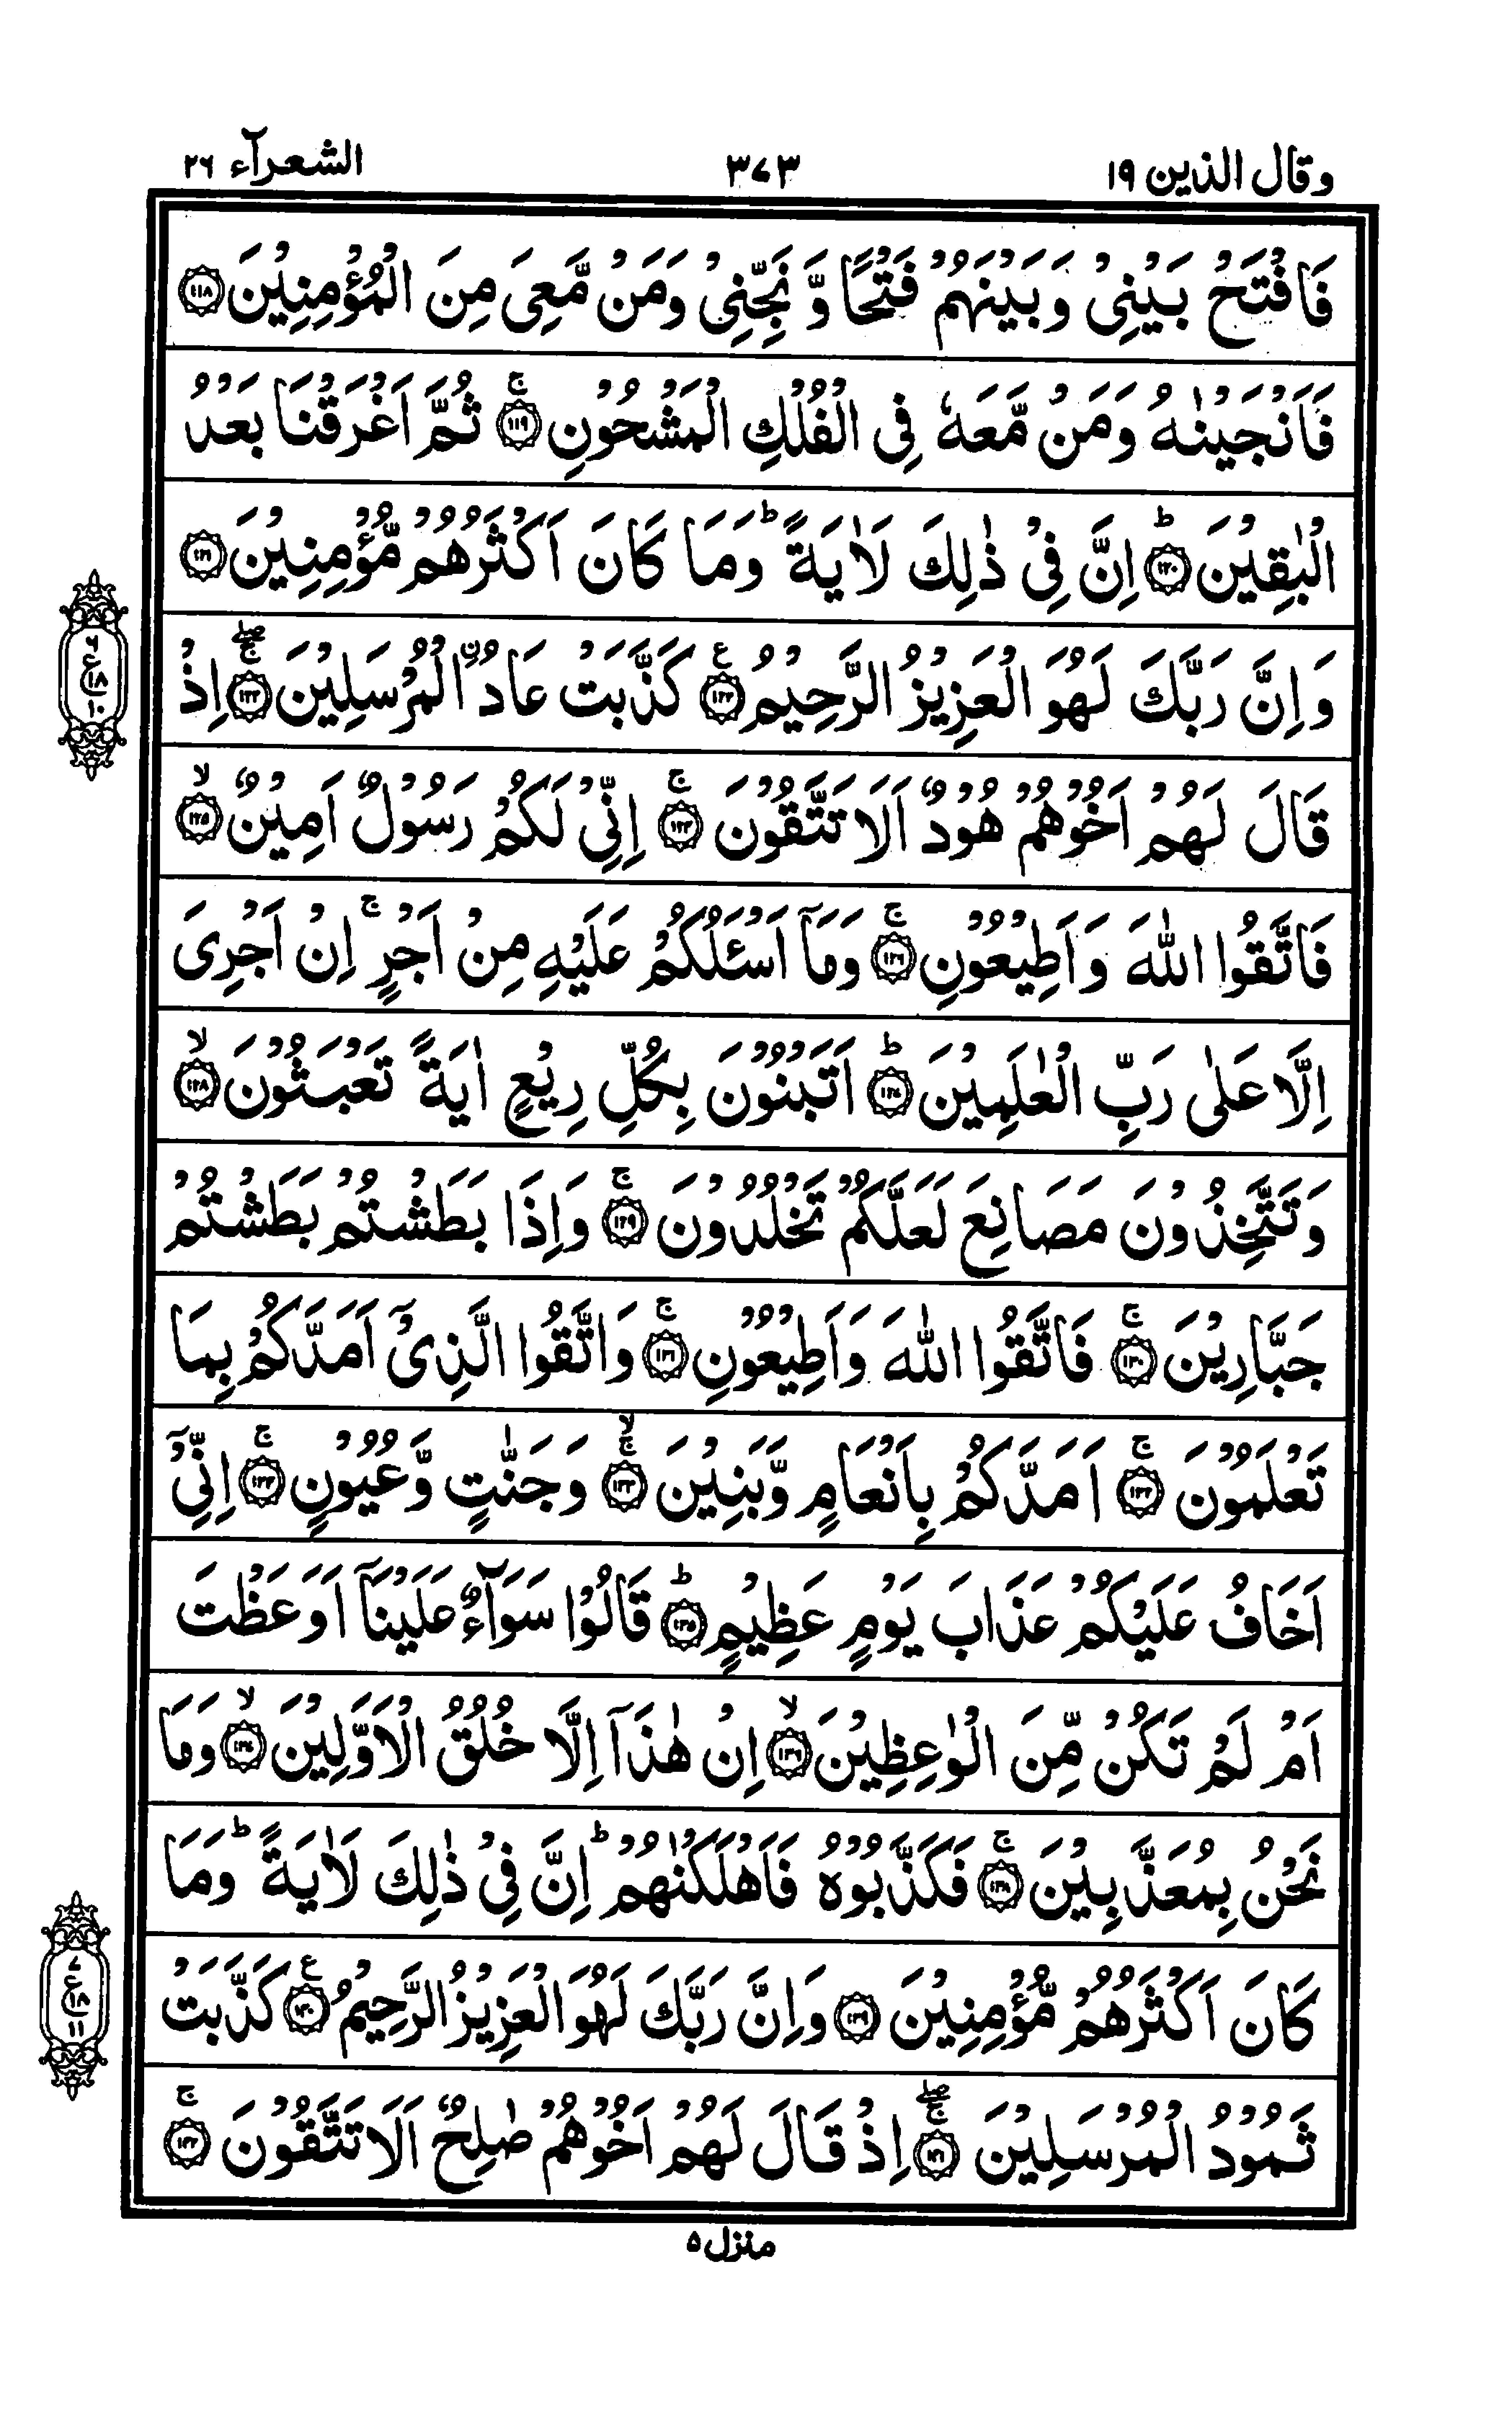 وقال الذين ١٩
٣٧٣
الشعرآء ٢٦
فَافۡتَحۡ بَيۡنِىۡ وَبَيۡنَهُمۡ فَتۡحًا وَّ نَجِّنِىۡ وَمَنۡ مَّعِىَ مِنَ الۡمُؤۡمِنِيۡنَ ﴿١١٨﴾
فَاَنۡجَيۡنٰهُ وَمَنۡ مَّعَهٗ فِى الۡفُلۡكِ الۡمَشۡحُوۡنِۚ ﴿١١٩﴾ ثُمَّ اَغۡرَقۡنَا بَعۡدُ
الۡبٰقِيۡنَؕ ﴿١٢٠﴾ اِنَّ فِىۡ ذٰلِكَ لَاٰيَةً ؕ وَمَا كَانَ اَكۡثَرُهُمۡ مُّؤۡمِنِيۡنَ ﴿١٢١﴾
وَاِنَّ رَبَّكَ لَهُوَ الۡعَزِيۡزُ الرَّحِيۡمُ ﴿١٢٢﴾ ع كَذَّبَتۡ عَادُ ۨ الۡمُرۡسَلِيۡنَ ۖۚ ﴿١٢٣﴾ اِذۡ
قَالَ لَهُمۡ اَخُوۡهُمۡ هُوۡدٌ اَلَا تَتَّقُوۡنَۚ ﴿١٢٤﴾ اِنِّىۡ لَـكُمۡ رَسُوۡلٌ اَمِيۡنٌۙ ﴿١٢٥﴾
فَاتَّقُوا اللّٰهَ وَ اَطِيۡعُوۡنِۚ ﴿١٢٦﴾ وَمَاۤ اَسۡـئَلُكُمۡ عَلَيۡهِ مِنۡ اَجۡرٍۚ اِنۡ اَجۡرِىَ
اِلَّا عَلٰى رَبِّ الۡعٰلَمِيۡنَؕ ﴿١٢٧﴾ اَتَبۡنُوۡنَ بِكُلِّ رِيۡعٍ اٰيَةً تَعۡبَثُوۡنَۙ ﴿١٢٨﴾
وَتَتَّخِذُوۡنَ مَصَانِعَ لَعَلَّكُمۡ تَخۡلُدُوۡنَۚ ﴿١٢٩﴾ وَاِذَا بَطَشۡتُمۡ بَطَشۡتُمۡ
جَبَّارِيۡنَۚ ﴿١٣٠﴾ فَاتَّقُوا اللّٰهَ وَاَطِيۡعُوۡنِۚ ﴿١٣١﴾ وَاتَّقُوا الَّذِىۡۤ اَمَدَّكُمۡ بِمَا
تَعۡلَمُوۡنَۚ ﴿١٣٢﴾ اَمَدَّكُمۡ بِاَنۡعَامٍ وَّبَنِيۡنَ ۙۚ ﴿١٣٣﴾ وَجَنّٰتٍ وَّعُيُوۡنٍۚ ﴿١٣٤﴾ اِنِّىۡۤ
اَخَافُ عَلَيۡكُمۡ عَذَابَ يَوۡمٍ عَظِيۡمٍؕ ﴿١٣٥﴾ قَالُوۡا سَوَآءٌ عَلَيۡنَاۤ اَوَعَظۡتَ
اَمۡ لَمۡ تَكُنۡ مِّنَ الۡوٰعِظِيۡنَۙ ﴿١٣٦﴾ اِنۡ هٰذَاۤ اِلَّا خُلُقُ الۡاَوَّلِيۡنَۙ ﴿١٣٧﴾ وَمَا
نَحۡنُ بِمُعَذَّبِيۡنَۚ ﴿١٣٨﴾ فَكَذَّبُوۡهُ فَاَهۡلَكۡنٰهُمۡؕ اِنَّ فِىۡ ذٰلِكَ لَاٰيَةً ؕ وَمَا
كَانَ اَكۡثَرُهُمۡ مُّؤۡمِنِيۡنَ ﴿١٣٩﴾ وَاِنَّ رَبَّكَ لَهُوَ الۡعَزِيۡزُ الرَّحِيۡمُ ﴿١٤٠﴾ ع كَذَّبَتۡ
ثَمُوۡدُ الۡمُرۡسَلِيۡنَ ۖۚ ﴿١٤١﴾ اِذۡ قَالَ لَهُمۡ اَخُوۡهُمۡ صٰلِحٌ اَلَا تَتَّقُوۡنَۚ ﴿١٤٢﴾
٦
ع
١٨
١٠
٧
ع
١٨
١١
منزل ٥